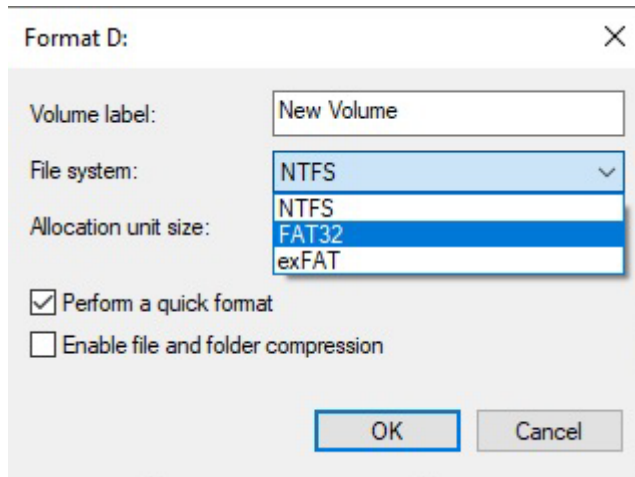 Format D:
Volume label: New Volume
File system: NTFS
NTFS
Allocation unit size: FAT32
exFAT
Perform a quick format
Enable file and folder compression
OK Cancel